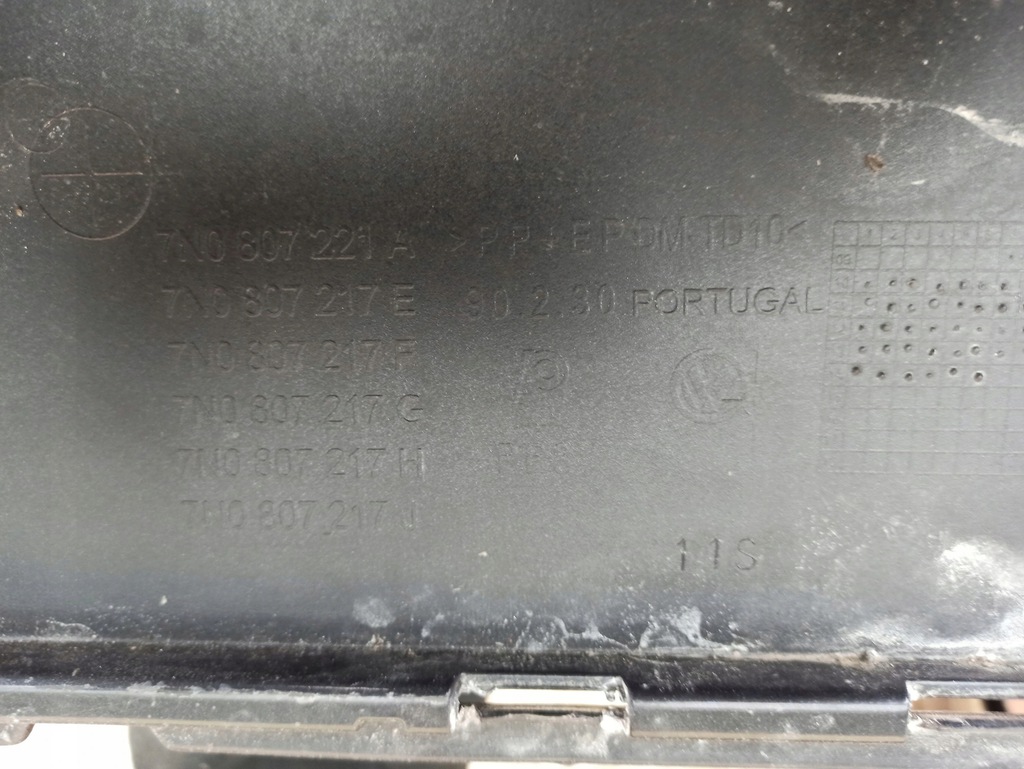 7N0 807 221 A >PP+EPDM-TD10<
7N0 807 217 E 90.2.30 PORTUGAL
7N0 807 217 F
7N0 807 217 G
7N0 807 217 H
7N0 807 217 J
11S